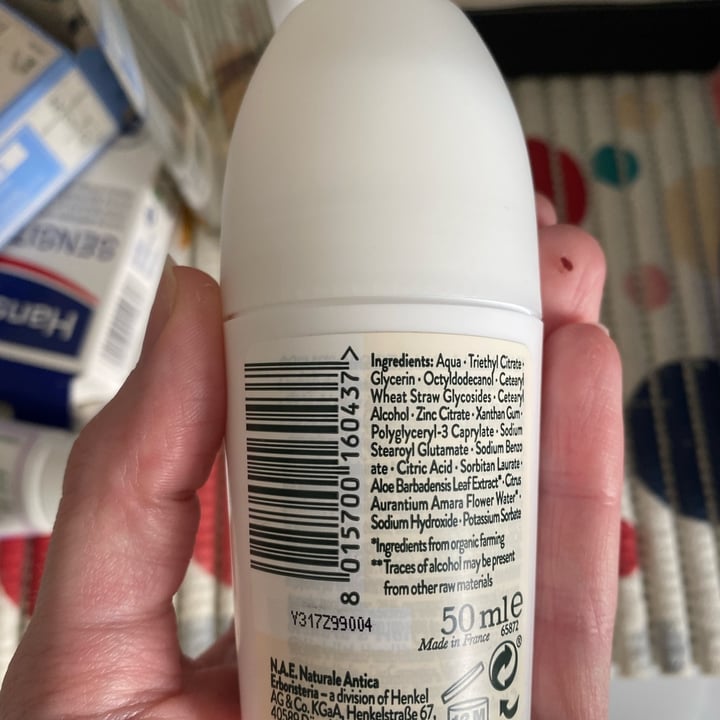 Ingredients: Aqua · Triethyl Citrate ·
Glycerin · Octyldodecanol · Cetearyl
Wheat Straw Glycosides · Cetearyl
Alcohol · Zinc Citrate · Xanthan Gum ·
Polyglyceryl-3 Caprylate · Sodium
Stearoyl Glutamate · Sodium Benzo
ate · Citric Acid · Sorbitan Laurate ·
Aloe Barbadensis Leaf Extract* · Citrus
Aurantium Amara Flower Water* ·
Sodium Hydroxide · Potassium Sorbate
*Ingredients from organic farming
**Traces of alcohol may be present
from other raw materials
8 015700 160437 >
Y317Z99004
50 ml e
Made in France 65872
N.A.E. Naturale Antica
Erboristeria – a division of Henkel
AG & Co. KGaA, Henkelstraße 67,
12M
SENSI
Hans